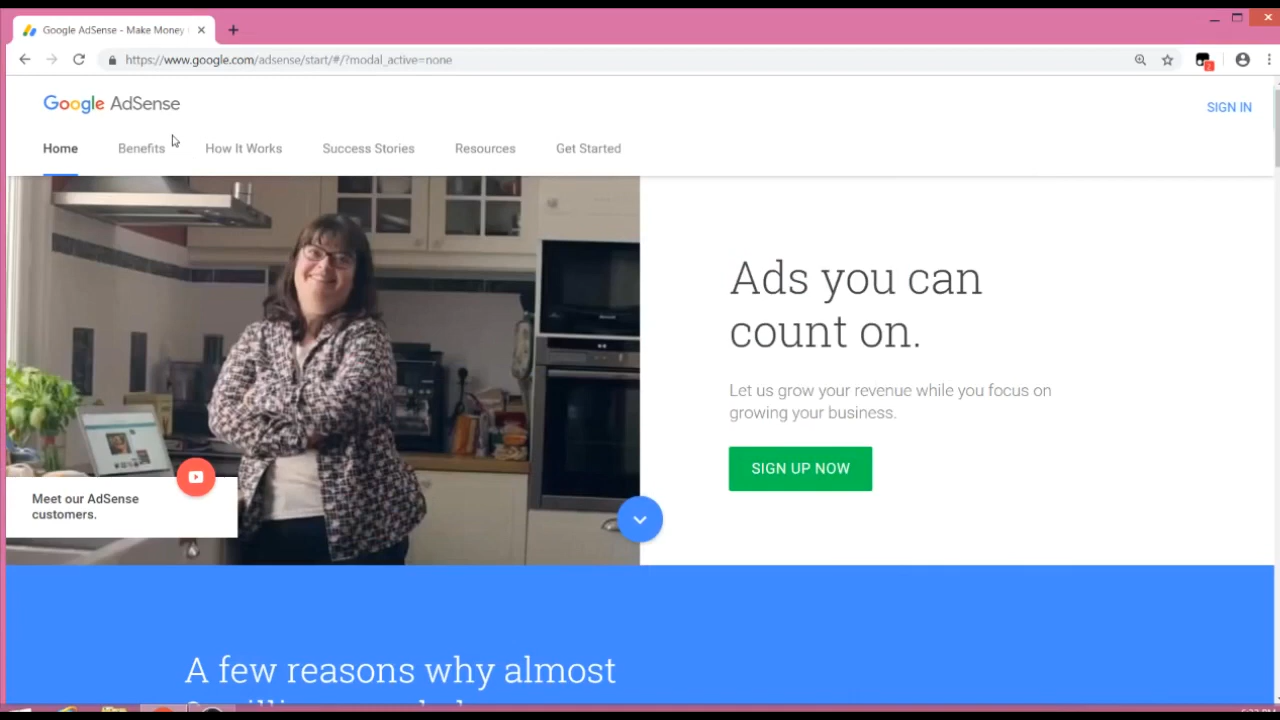 Google AdSense - Make Money
https://www.google.com/adsense/start/#/?modal_active=none
2
Google AdSense
SIGN IN
Home
Benefits
How It Works
Success Stories
Resources
Get Started
Ads you can
count on.
Let us grow your revenue while you focus on
growing your business.
SIGN UP NOW
Meet our AdSense
customers.
A few reasons why almost